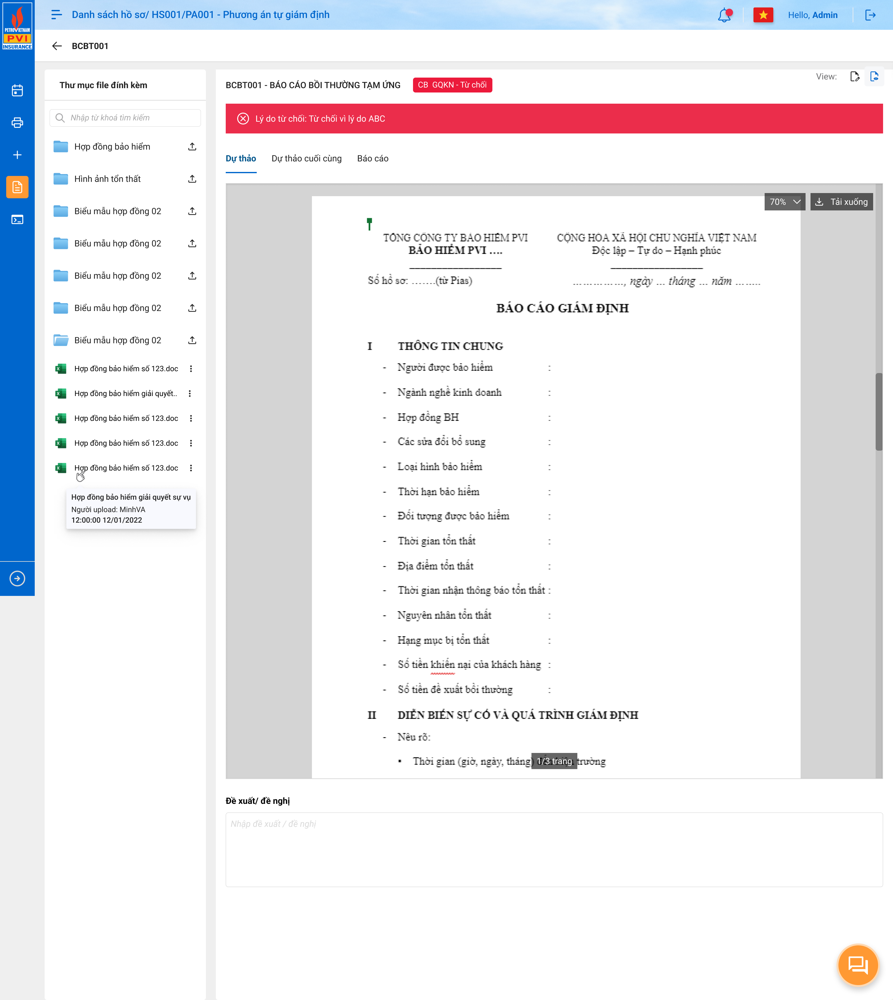 PETROVIETNAM
PVI
INSURANCE
Danh sách hồ sơ/ HS001/PA001 - Phương án tự giám định
Hello, Admin
BCBT001
Thư mục file đính kèm
Nhập từ khoá tìm kiếm
Hợp đồng bảo hiểm
Hình ảnh tổn thất
Biểu mẫu hợp đồng 02
Biểu mẫu hợp đồng 02
Biểu mẫu hợp đồng 02
Biểu mẫu hợp đồng 02
Biểu mẫu hợp đồng 02
Hợp đồng bảo hiểm số 123.doc
Hợp đồng bảo hiểm giải quyết..
Hợp đồng bảo hiểm số 123.doc
Hợp đồng bảo hiểm số 123.doc
Hợp đồng bảo hiểm số 123.doc
Hợp đồng bảo hiểm giải quyết sự vụ
Người upload: MinhVA
12:00:00 12/01/2022
View:
BCBT001 - BÁO CÁO BỒI THƯỜNG TẠM ỨNG
CB GQKN - Từ chối
Lý do từ chối: Từ chối vì lý do ABC
Dự thảo
Dự thảo cuối cùng
Báo cáo
70%
Tải xuống
TỔNG CÔNG TY BẢO HIỂM PVI
BẢO HIỂM PVI ....
CỘNG HÒA XÃ HỘI CHỦ NGHĨA VIỆT NAM
Độc lập – Tự do – Hạnh phúc
Số hồ sơ: …….(từ Pias)
……………, ngày … tháng … năm ……..
BÁO CÁO GIÁM ĐỊNH
I THÔNG TIN CHUNG
- Người được bảo hiểm :
- Ngành nghề kinh doanh :
- Hợp đồng BH :
- Các sửa đổi bổ sung :
- Loại hình bảo hiểm :
- Thời hạn bảo hiểm :
- Đối tượng được bảo hiểm :
- Thời gian tổn thất :
- Địa điểm tổn thất :
- Thời gian nhận thông báo tổn thất :
- Nguyên nhân tổn thất :
- Hạng mục bị tổn thất :
- Số tiền khiến nại của khách hàng :
- Số tiền đề xuất bồi thường :
II DIỄN BIẾN SỰ CỐ VÀ QUÁ TRÌNH GIÁM ĐỊNH
- Nêu rõ:
▪ Thời gian (giờ, ngày, tháng) trường
1/3 trang
Đề xuất/ đề nghị
Nhập đề xuất / đề nghị